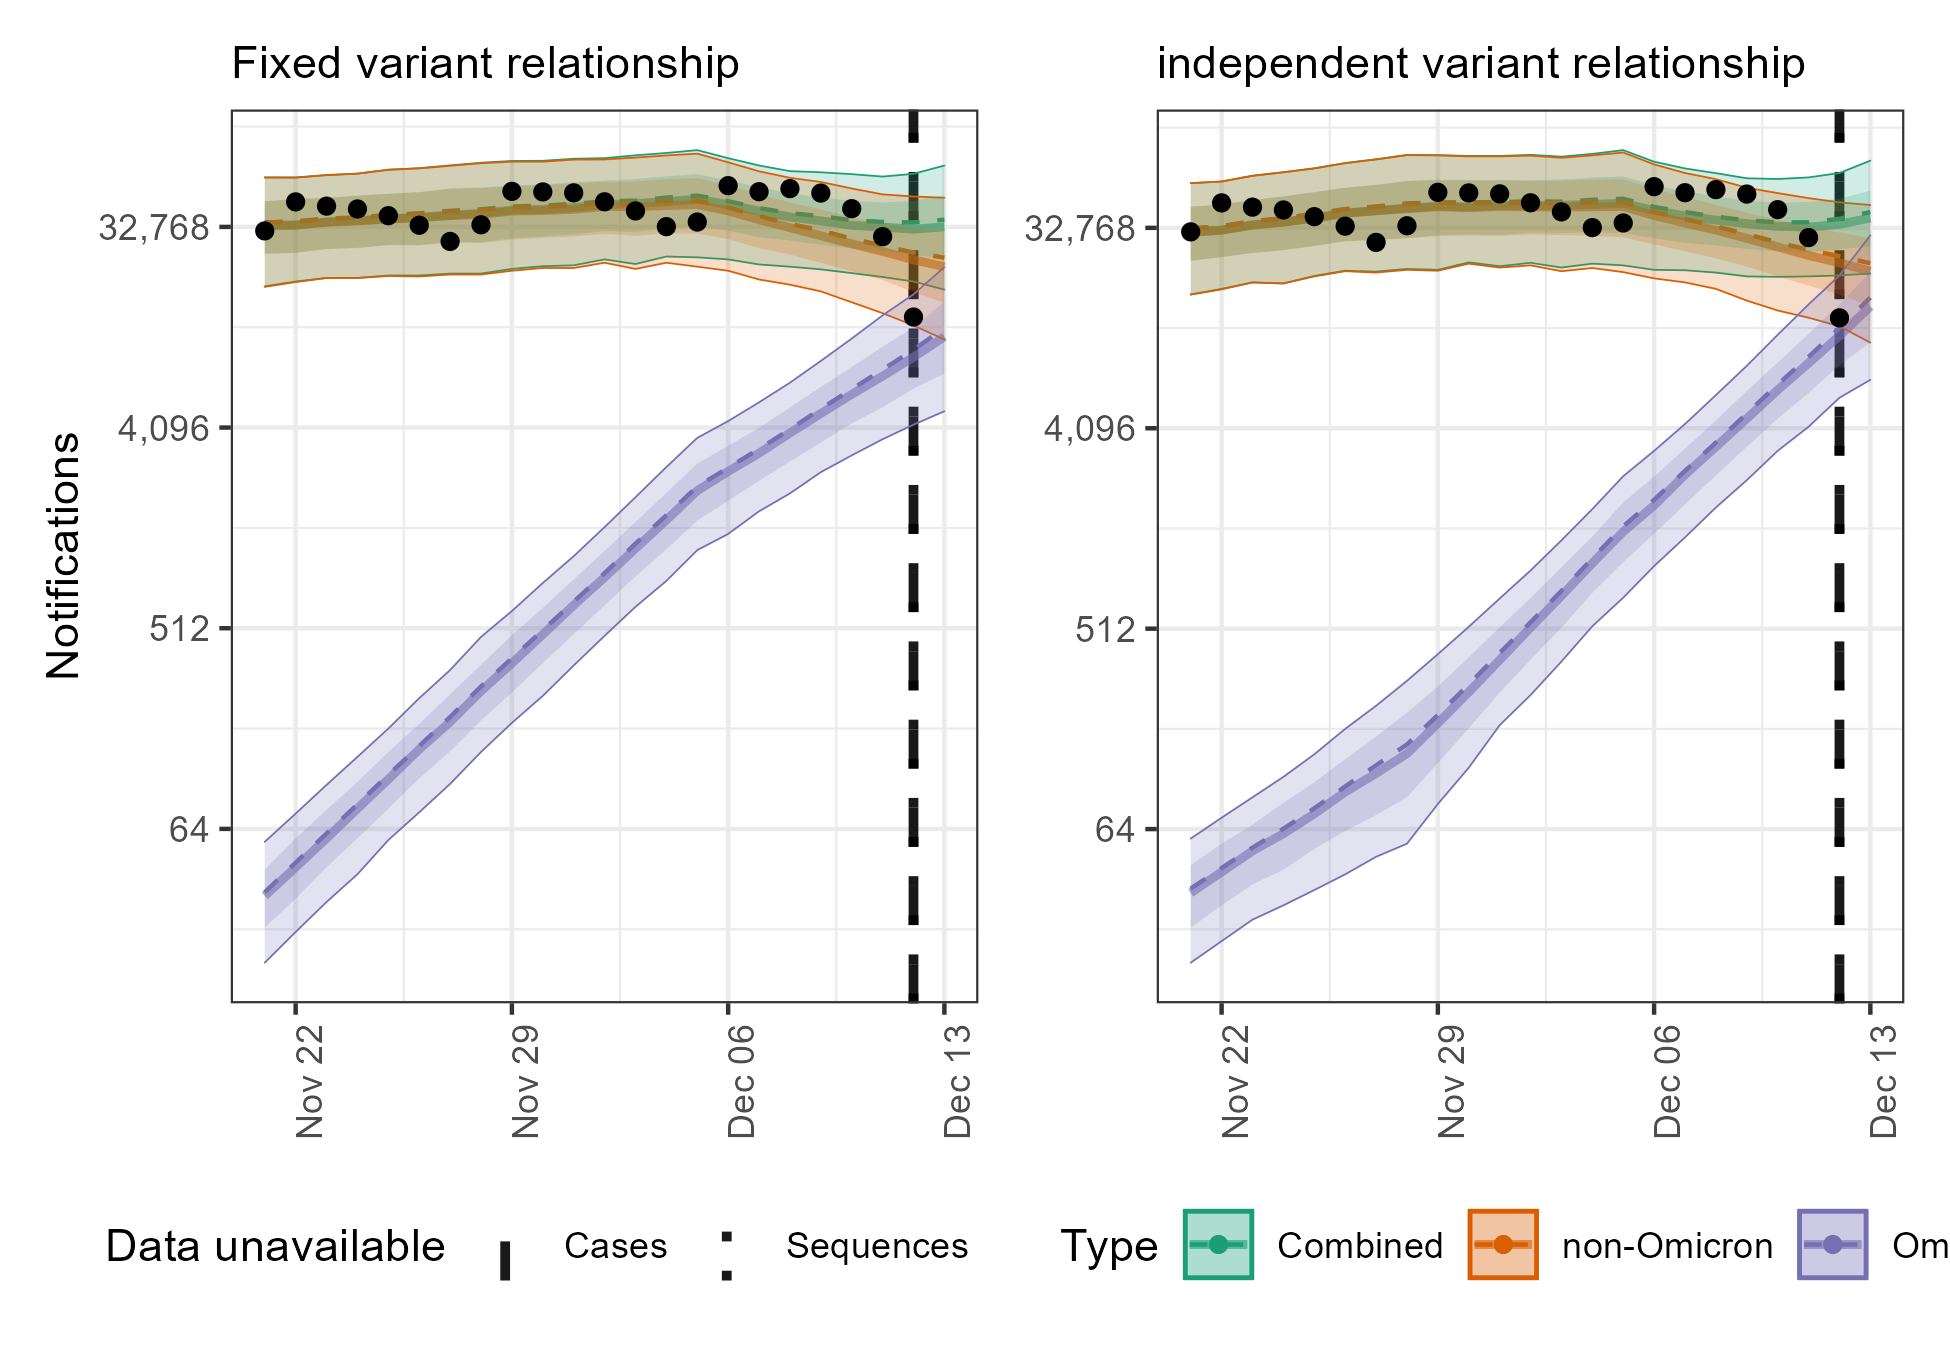 Fixed variant relationship
independent variant relationship
Notifications
32,768
4,096
512
64
32,768
4,096
512
64
Nov 22
Nov 29
Dec 06
Dec 13
Nov 22
Nov 29
Dec 06
Dec 13
Data unavailable Cases Sequences Type Combined non-Omicron Om